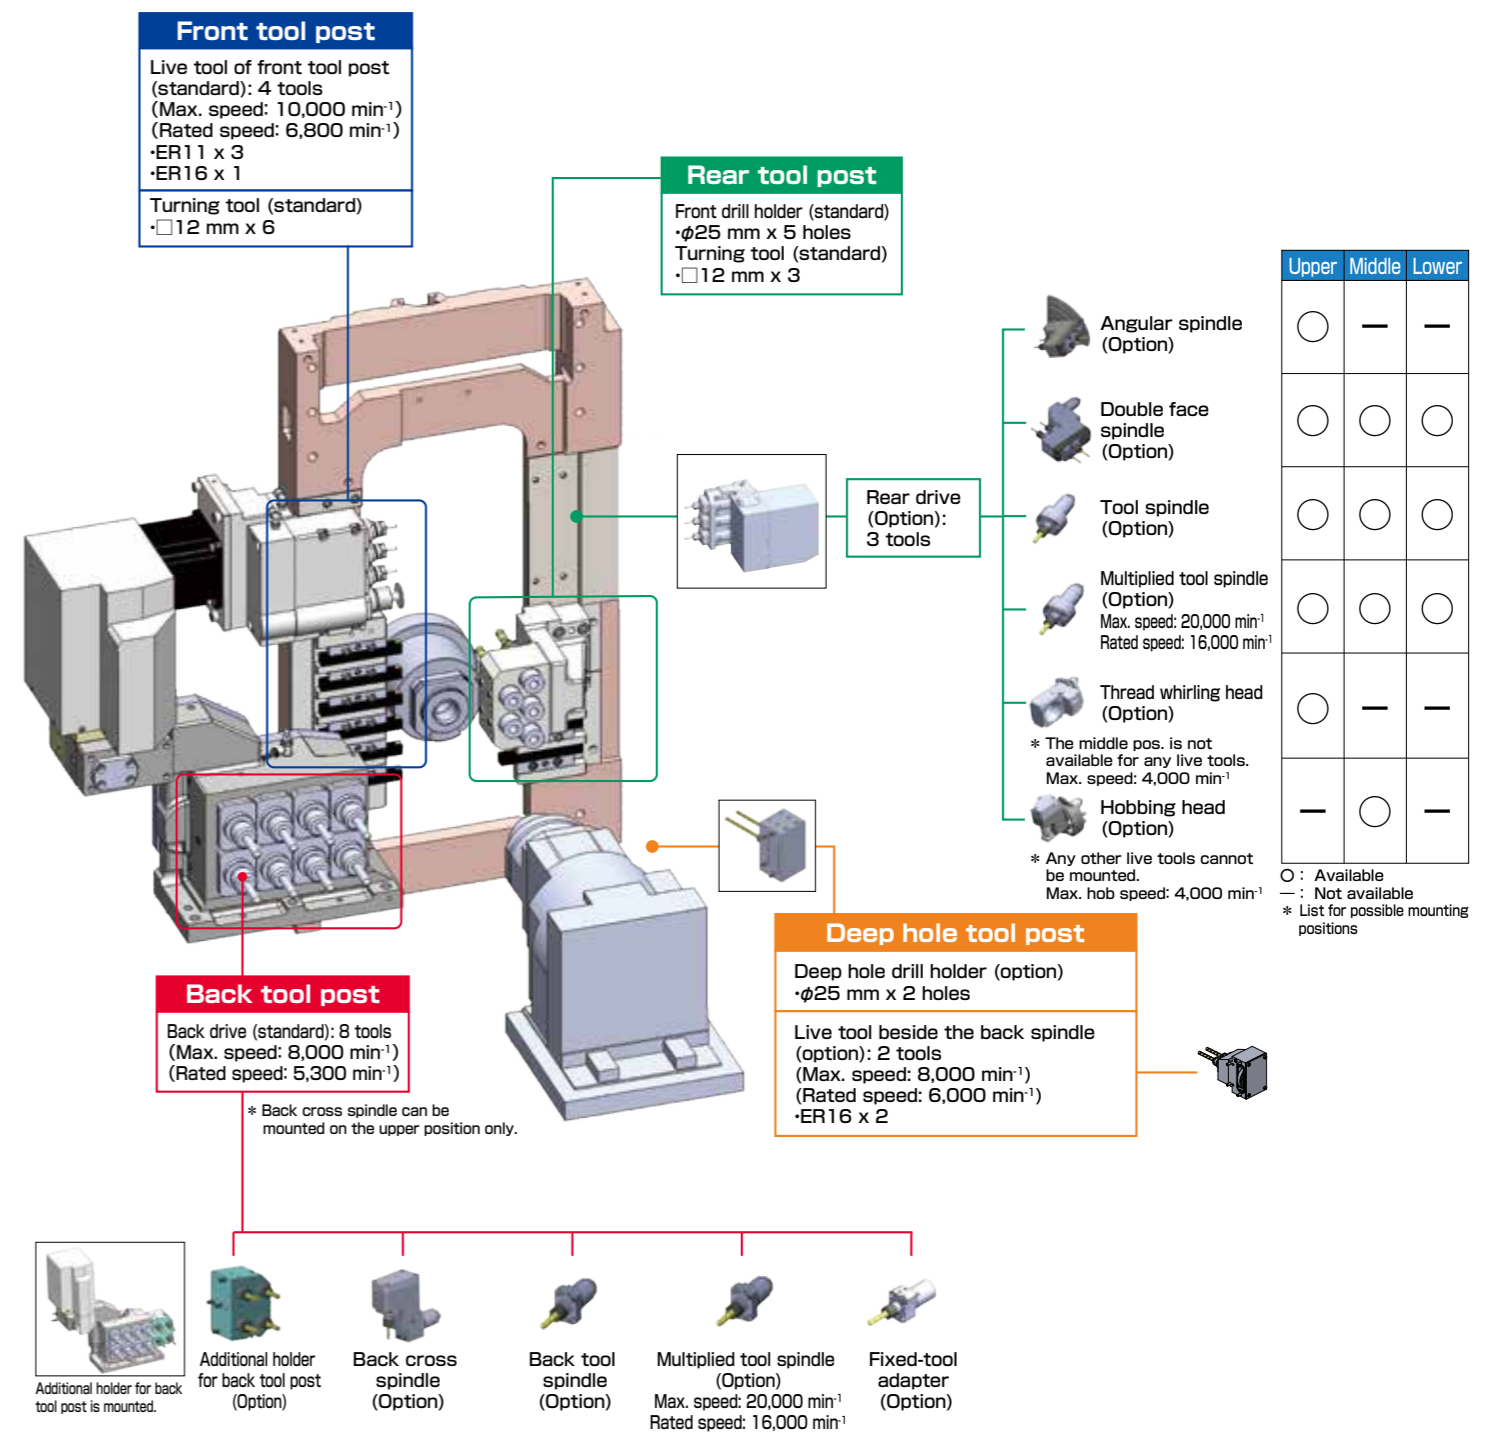 Front tool post
Live tool of front tool post
(standard): 4 tools
(Max. speed: 10,000 min-1)
(Rated speed: 6,800 min-1)
･ER11 x 3
･ER16 x 1
Turning tool (standard)
･□12 mm x 6
Rear tool post
Front drill holder (standard)
･φ25 mm x 5 holes
Turning tool (standard)
･□12 mm x 3
Rear drive
(Option):
3 tools
Upper Middle Lower
Angular spindle
(Option)
○ — —
Double face
spindle
(Option)
○ ○ ○
Tool spindle
(Option)
○ ○ ○
Multiplied tool spindle
(Option)
Max. speed: 20,000 min-1
Rated speed: 16,000 min-1
○ ○ ○
Thread whirling head
(Option)
○ — —
* The middle pos. is not
available for any live tools.
Max. speed: 4,000 min-1
Hobbing head
(Option)
— ○ —
* Any other live tools cannot
be mounted.
Max. hob speed: 4,000 min-1
○ : Available
— : Not available
* List for possible mounting
positions
Deep hole tool post
Deep hole drill holder (option)
･φ25 mm x 2 holes
Live tool beside the back spindle
(option): 2 tools
(Max. speed: 8,000 min-1)
(Rated speed: 6,000 min-1)
･ER16 x 2
Back tool post
Back drive (standard): 8 tools
(Max. speed: 8,000 min-1)
(Rated speed: 5,300 min-1)
* Back cross spindle can be
mounted on the upper position only.
Additional holder for back
tool post is mounted.
Additional holder
for back tool post
(Option)
Back cross
spindle
(Option)
Back tool
spindle
(Option)
Multiplied tool spindle
(Option)
Max. speed: 20,000 min-1
Rated speed: 16,000 min-1
Fixed-tool
adapter
(Option)